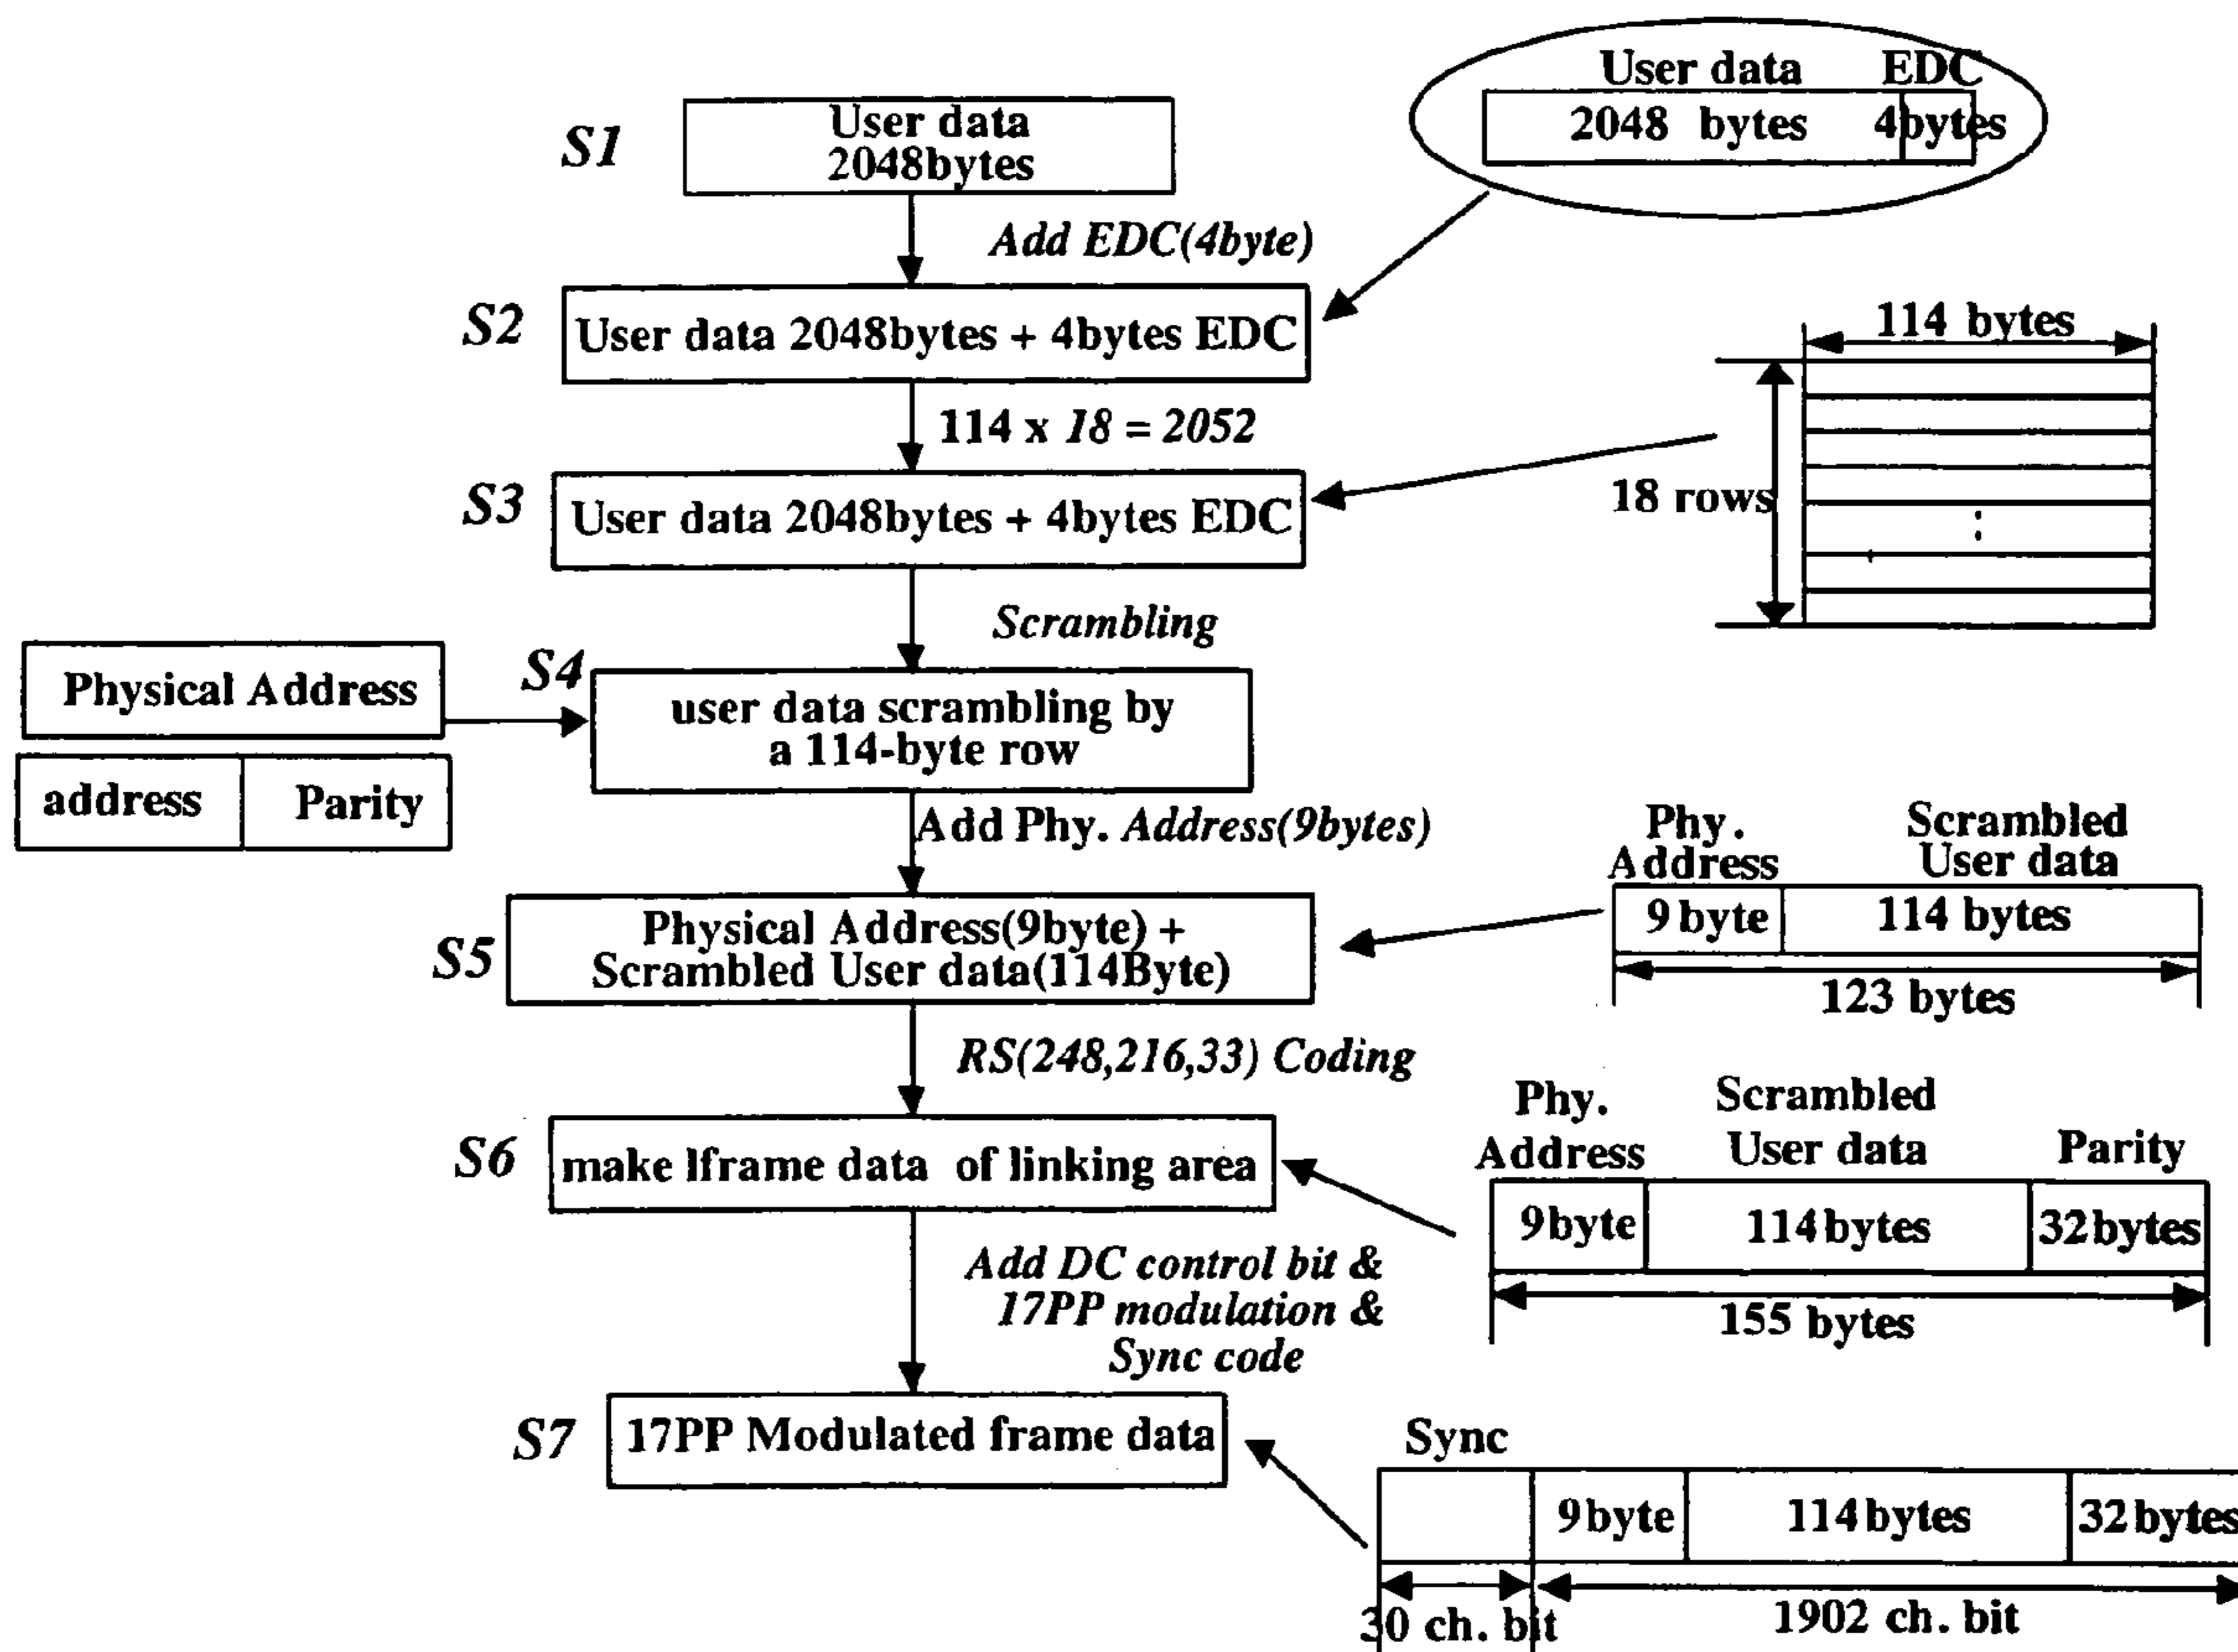 User data EDC
2048 bytes 4bytes
S1
User data
2048bytes
Add EDC(4byte)
S2
User data 2048bytes + 4bytes EDC
114 x 18 = 2052
114 bytes
18 rows
S3
User data 2048bytes + 4bytes EDC
Scrambling
Physical Address
address Parity
S4
user data scrambling by
a 114-byte row
Add Phy. Address(9bytes)
S5
Physical Address(9byte) +
Scrambled User data(114Byte)
Phy.
Address
Scrambled
User data
9 byte 114 bytes
123 bytes
RS(248,216,33) Coding
S6
make 1frame data of linking area
Phy.
Address
Scrambled
User data
Parity
9byte 114bytes 32bytes
155 bytes
Add DC control bit &
17PP modulation &
Sync code
S7
17PP Modulated frame data
Sync
9byte 114bytes 32bytes
30 ch. bit 1902 ch. bit